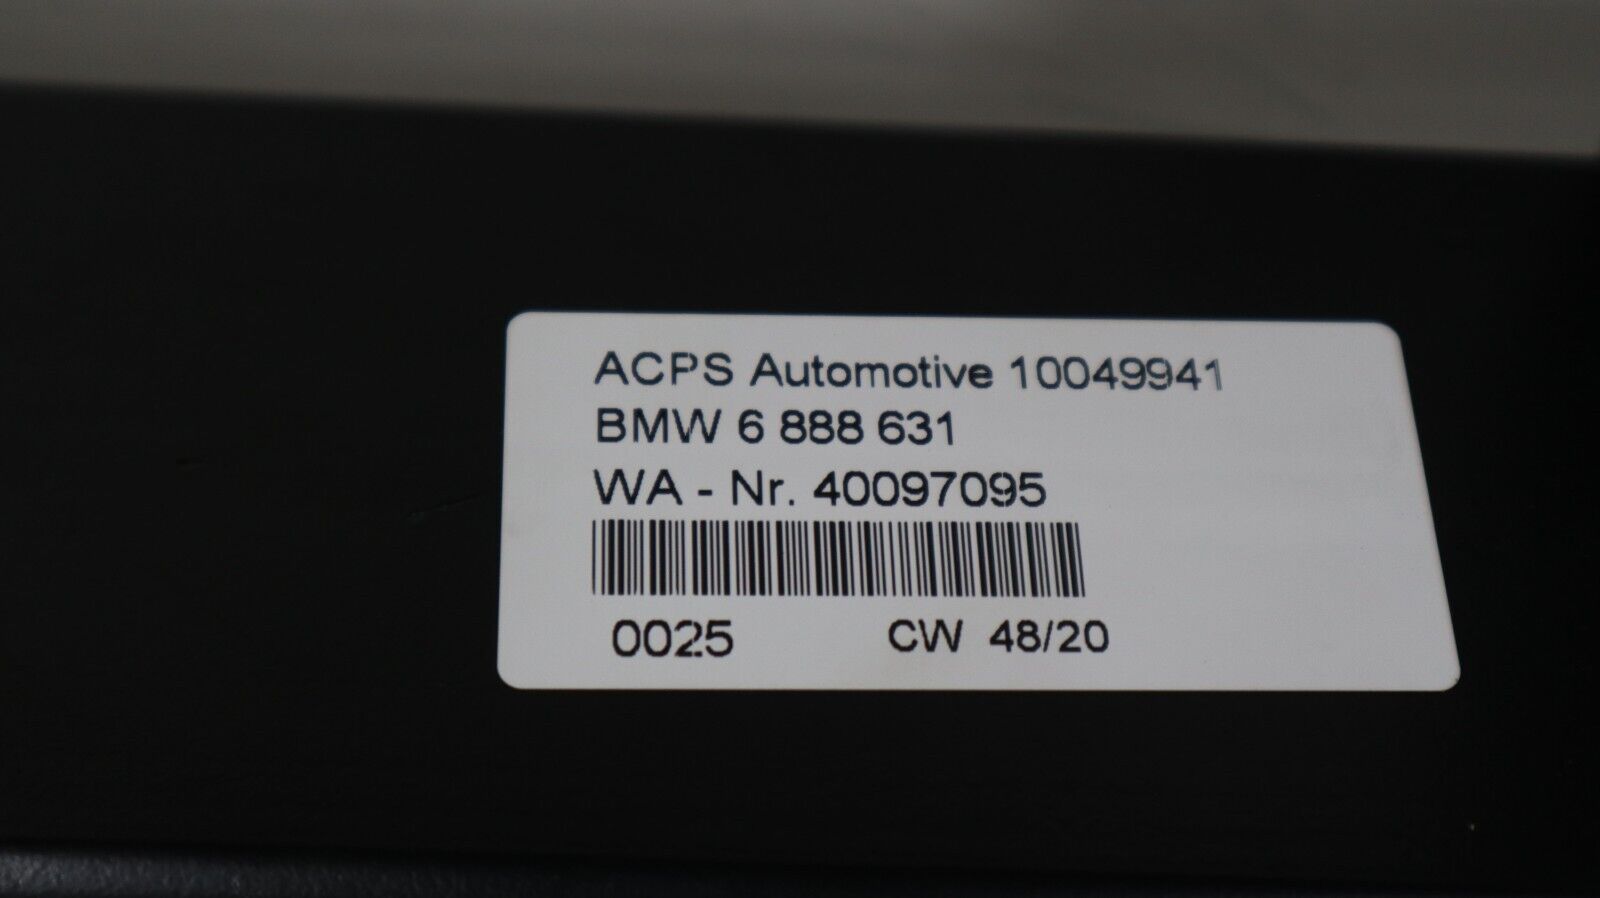 ACPS Automotive 10049941
BMW 6 888 631
WA - Nr. 40097095
0025 CW 48/20